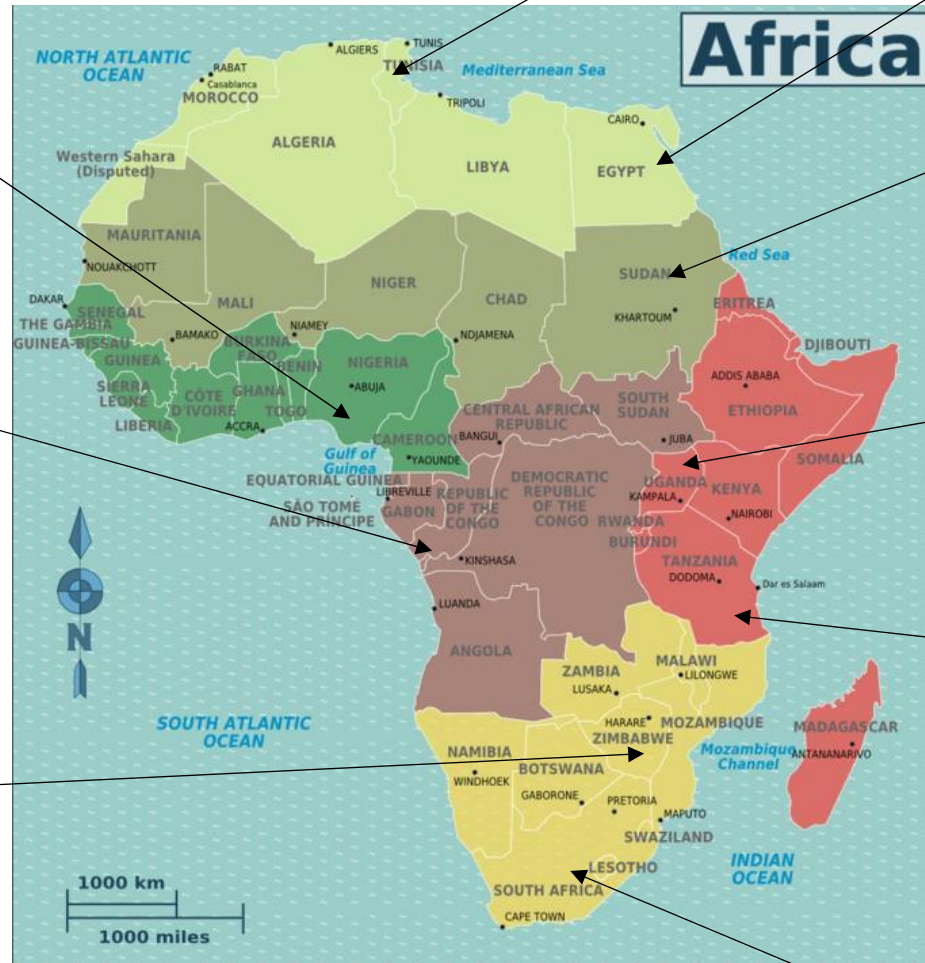 Africa
NORTH ATLANTIC
OCEAN
ALGIERS
TUNIS
TUNISIA
RABAT
Casablanca
MOROCCO
Mediterranean Sea
TRIPOLI
CAIRO
ALGERIA
LIBYA
EGYPT
Western Sahara
(Disputed)
MAURITANIA
NOUAKCHOTT
Red Sea
SUDAN
NIGER
CHAD
MALI
KHARTOUM
ERITREA
DAKAR
SENEGAL
THE GAMBIA
GUINEA-BISSAU
BAMAKO
NIAMEY
BURKINA
FASO
NDJAMENA
DJIBOUTI
GUINEA
BENIN
NIGERIA
ABUJA
ADDIS ABABA
ETHIOPIA
SIERRA
LEONE
CÔTE
D'IVOIRE
GHANA
TOGO
LIBERIA
ACCRA
CENTRAL AFRICAN
REPUBLIC
BANGUI
SOUTH
SUDAN
JUBA
CAMEROON
YAOUNDE
Gulf of
Guinea
SOMALIA
EQUATORIAL GUINEA
LIBREVILLE
GABON
SÃO TOMÉ
AND PRÍNCIPE
REPUBLIC
OF THE
CONGO
DEMOCRATIC
REPUBLIC
OF THE
CONGO
UGANDA
KAMPALA
KENYA
NAIROBI
RWANDA
BURUNDI
KINSHASA
TANZANIA
DODOMA
Dar es Salaam
LUANDA
N
ANGOLA
ZAMBIA
LUSAKA
MALAWI
LILONGWE
SOUTH ATLANTIC
OCEAN
HARARE
ZIMBABWE
MOZAMBIQUE
Mozambique
Channel
MADAGASCAR
ANTANANARIVO
NAMIBIA
WINDHOEK
BOTSWANA
GABORONE
PRETORIA
MAPUTO
SWAZILAND
LESOTHO
INDIAN
OCEAN
SOUTH AFRICA
CAPE TOWN
1000 km
1000 miles